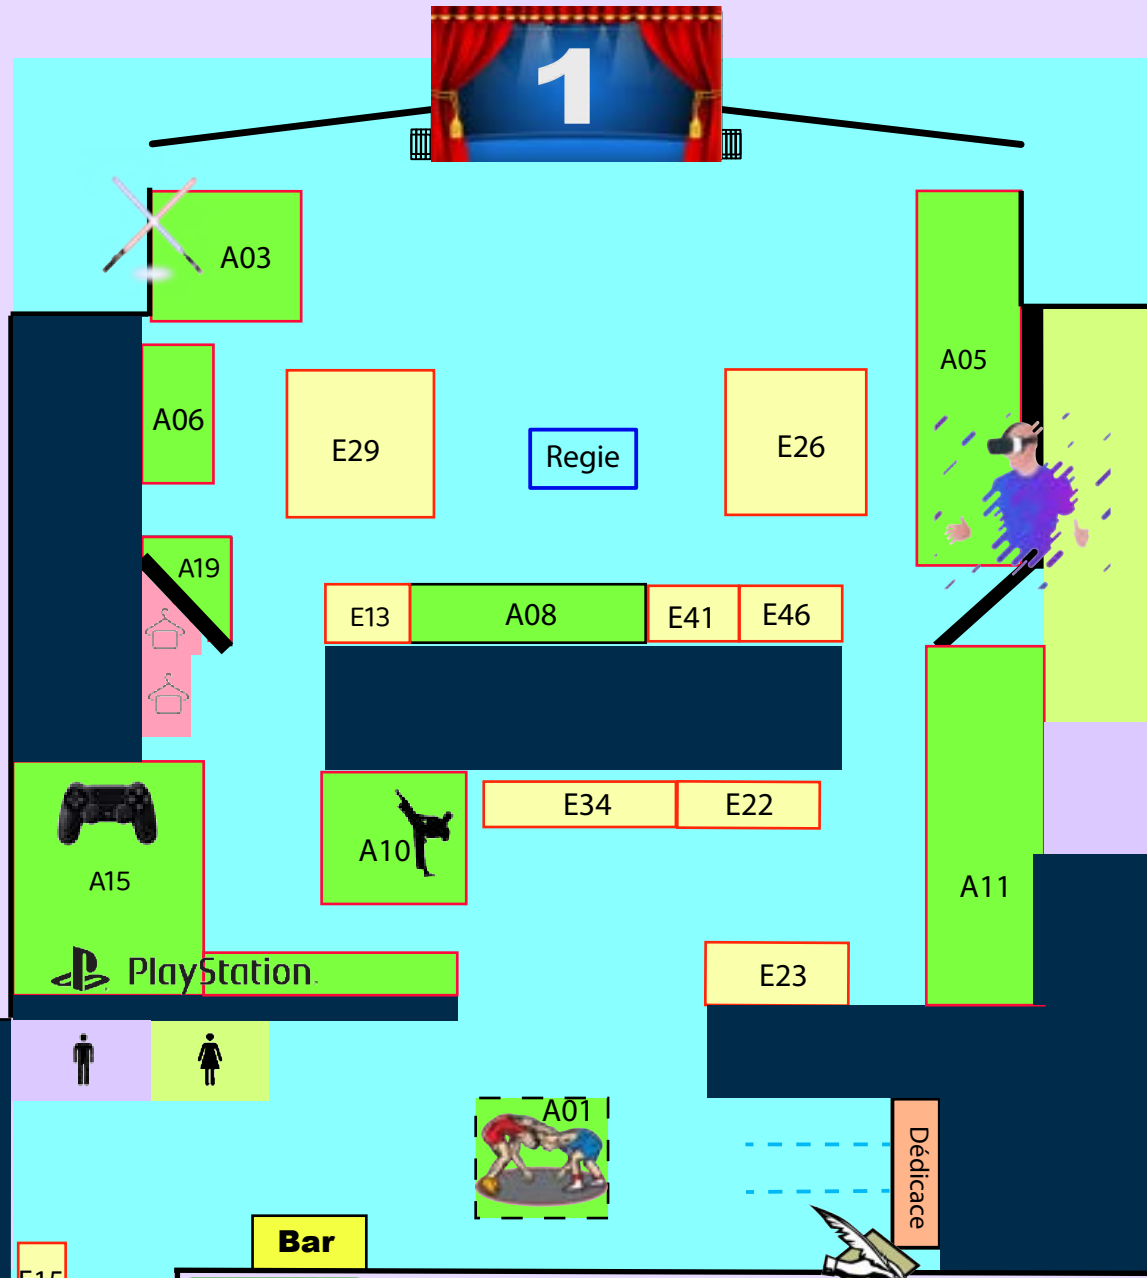 1
A03
A05
A06
E29
Regie
E26
A19
E13
A08
E41
E46
E34
E22
A10
A15
A11
PlayStation
E23
A01
Dédicace
Bar
E15